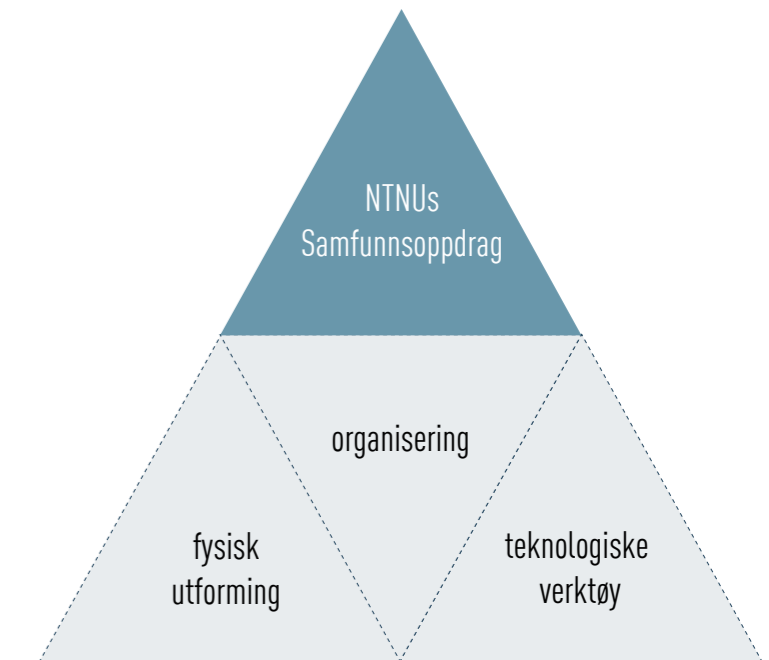 NTNUs
Samfunnsoppdrag
organisering
fysisk
utforming
teknologiske
verktøy